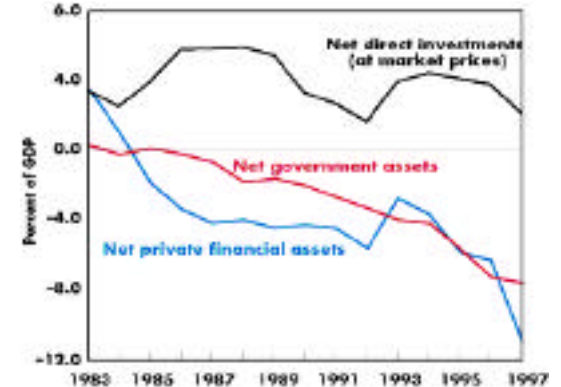 6.0
Net direct investments
(at market prices)
4.0
0.0
Net government assets
Percent of GDP
-4.0
Net private financial assets
-8.0
-12.0
1983 1985 1987 1989 1991 1993 1995 1997